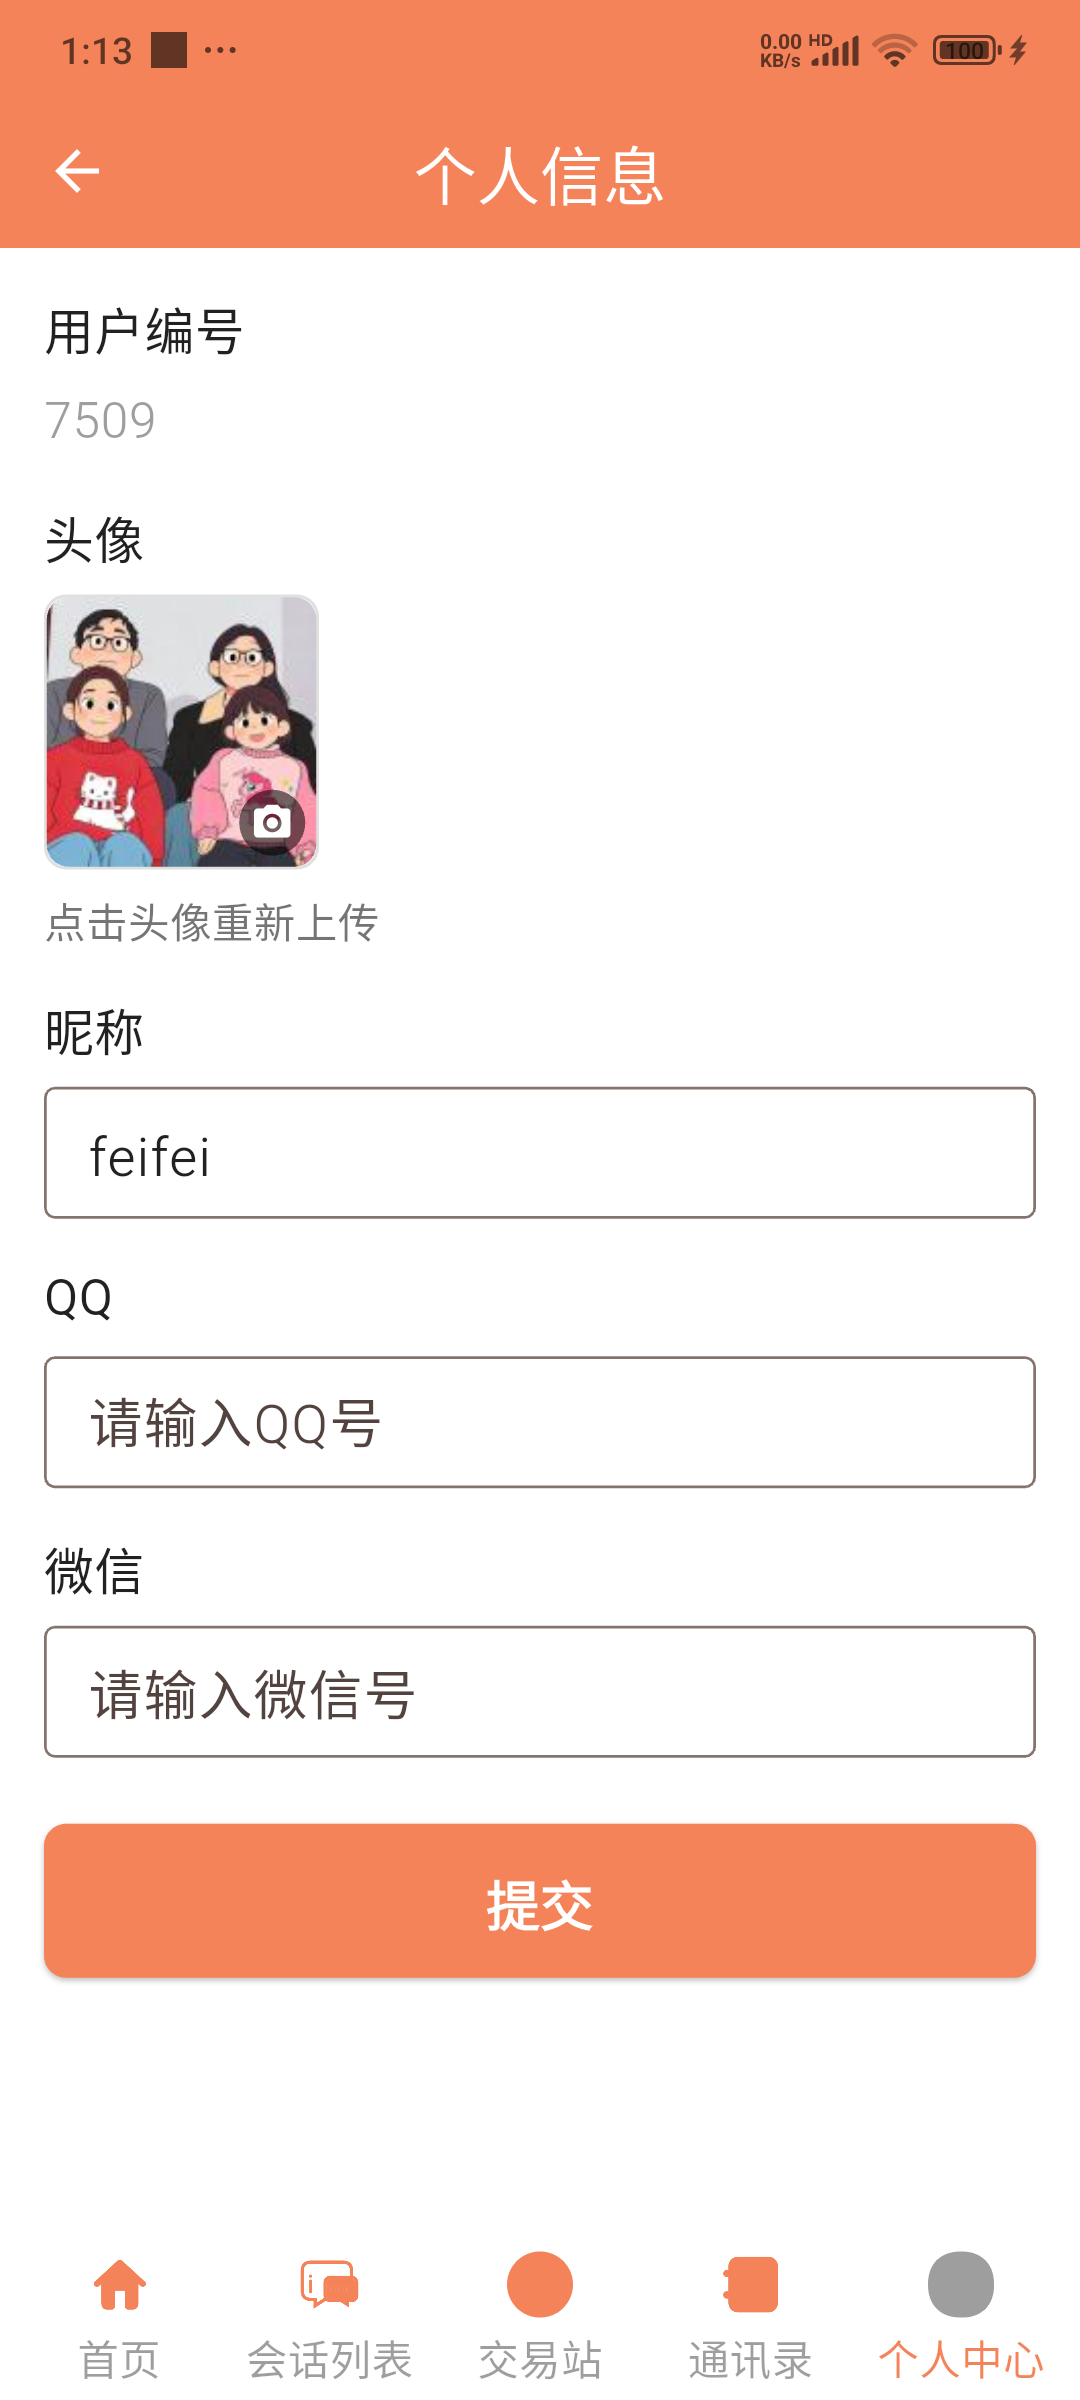 1:13
0.00 KB/s HD 100
个人信息
用户编号
7509
头像
点击头像重新上传
昵称
feifei
QQ
请输入QQ号
微信
请输入微信号
提交
首页 会话列表 交易站 通讯录 个人中心